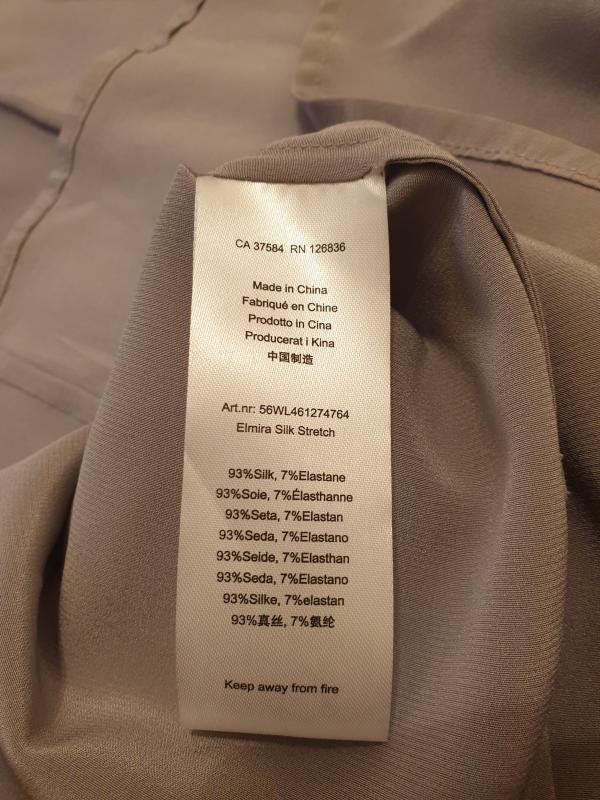 CA 37584 RN 126836
Made in China
Fabriqué en Chine
Prodotto in Cina
Producerat i Kina
中国制造
Art.nr: 56WL461274764
Elmira Silk Stretch
93%Silk, 7%Elastane
93%Soie, 7%Élasthanne
93%Seta, 7%Elastan
93%Seda, 7%Elastano
93%Seide, 7%Elasthan
93%Seda, 7%Elastano
93%Silke, 7%elastan
93%真丝, 7%氨纶
Keep away from fire